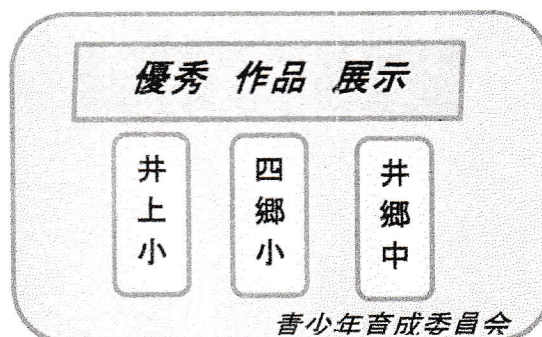 優秀 作品 展示
井上小
四郷小
井郷中
青少年育成委員会